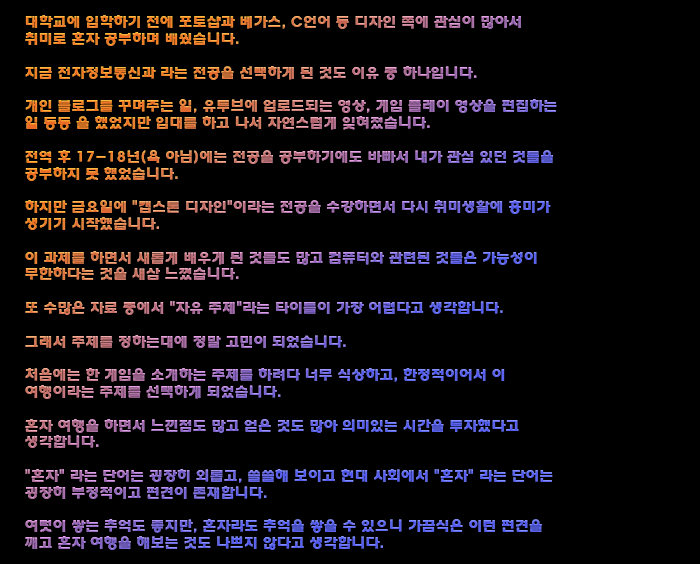 대학교에 입학하기 전에 포토샵과 베가스, C언어 등 디자인 쪽에 관심이 많아서
취미로 혼자 공부하며 배웠습니다.
지금 전자정보통신과 라는 전공을 선택하게 된 것도 이유 중 하나입니다.
개인 블로그를 꾸며주는 일, 유투브에 업로드되는 영상, 게임 플레이 영상을 편집하는
일 등등 을 했었지만 입대를 하고 나서 자연스럽게 잊혀졌습니다.
전역 후 17-18년(욕 아님)에는 전공을 공부하기에도 바빠서 내가 관심 있던 것들을
공부하지 못 했었습니다.
하지만 금요일에 "캡스톤 디자인"이라는 전공을 수강하면서 다시 취미생활에 흥미가
생기기 시작했습니다.
이 과제를 하면서 새롭게 배우게 된 것들도 많고 컴퓨터와 관련된 것들은 가능성이
무한하다는 것을 새삼 느꼈습니다.
또 수많은 자료 중에서 "자유 주제"라는 타이틀이 가장 어렵다고 생각합니다.
그래서 주제를 정하는대에 정말 고민이 되었습니다.
처음에는 한 게임을 소개하는 주제를 하려다 너무 식상하고, 한정적이어서 이
여행이라는 주제를 선택하게 되었습니다.
혼자 여행을 하면서 느낀점도 많고 얻은 것도 많아 의미있는 시간을 투자했다고
생각합니다.
"혼자" 라는 단어는 굉장히 외롭고, 쓸쓸해 보이고 현대 사회에서 "혼자" 라는 단어는
굉장히 부정적이고 편견이 존재합니다.
여럿이 쌓는 추억도 좋지만, 혼자라도 추억을 쌓을 수 있으니 가끔식은 이런 편견을
깨고 혼자 여행을 해보는 것도 나쁘지 않다고 생각합니다.